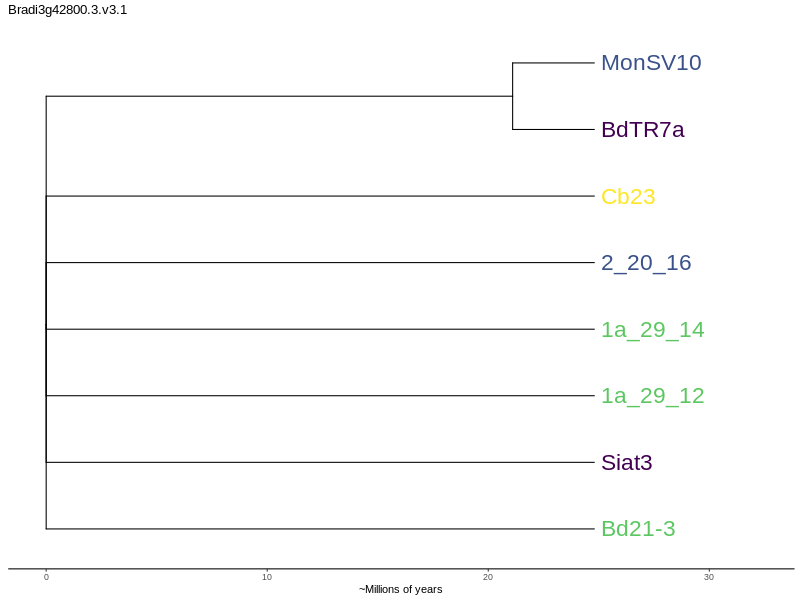 Bradi3g42800.3.v3.1
MonSV10
BdTR7a
Cb23
2_20_16
1a_29_14
1a_29_12
Siat3
Bd21-3
0 10 20 30
~Millions of years